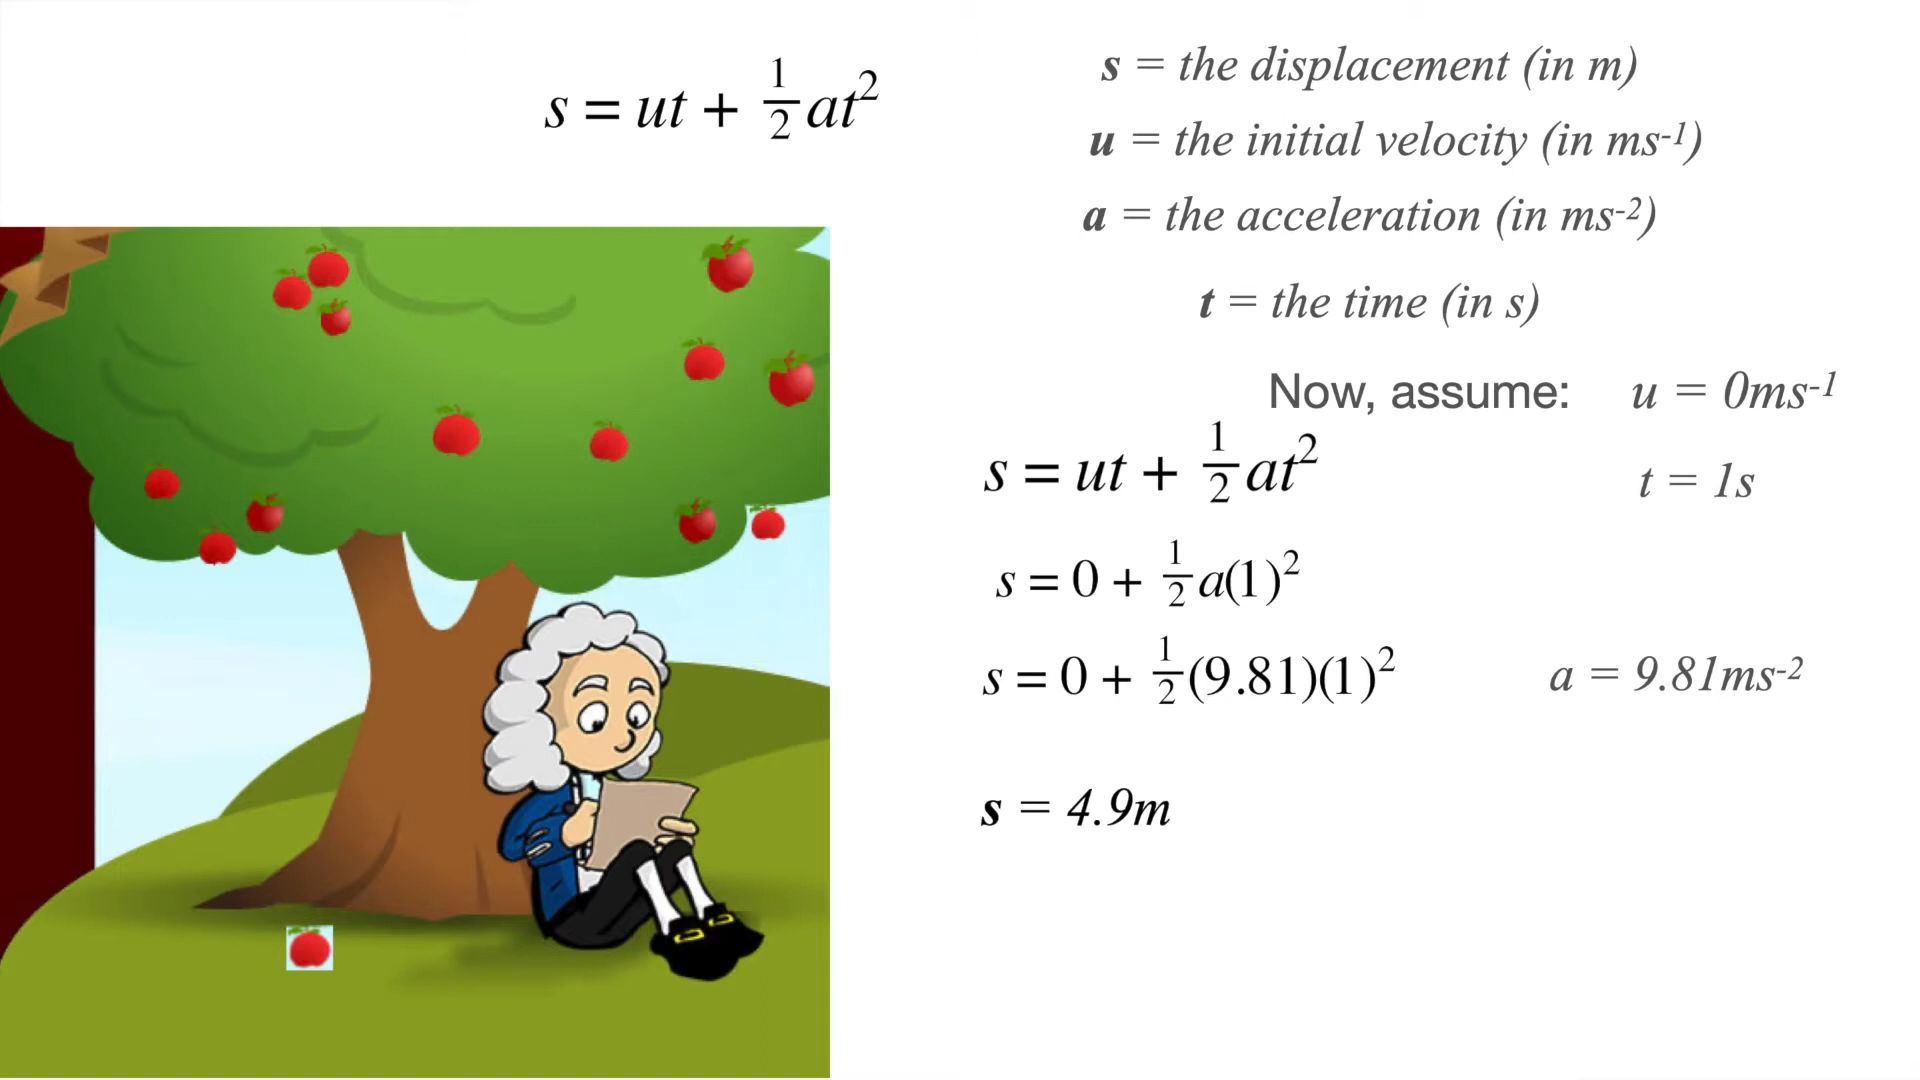 s = ut + ½at²
s = the displacement (in m)
u = the initial velocity (in ms⁻¹)
a = the acceleration (in ms⁻²)
t = the time (in s)
Now, assume: u = 0ms⁻¹
s = ut + ½at²
t = 1s
s = 0 + ½a(1)²
s = 0 + ½(9.81)(1)²
a = 9.81ms⁻²
s = 4.9m